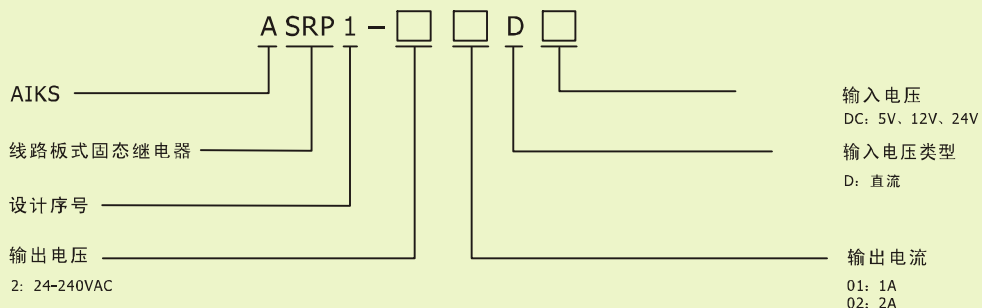 A SRP 1 - □ □ D □
AIKS
线路板式固态继电器
设计序号
输出电压
2: 24-240VAC
输入电压
DC: 5V、12V、24V
输入电压类型
D: 直流
输出电流
01: 1A
02: 2A